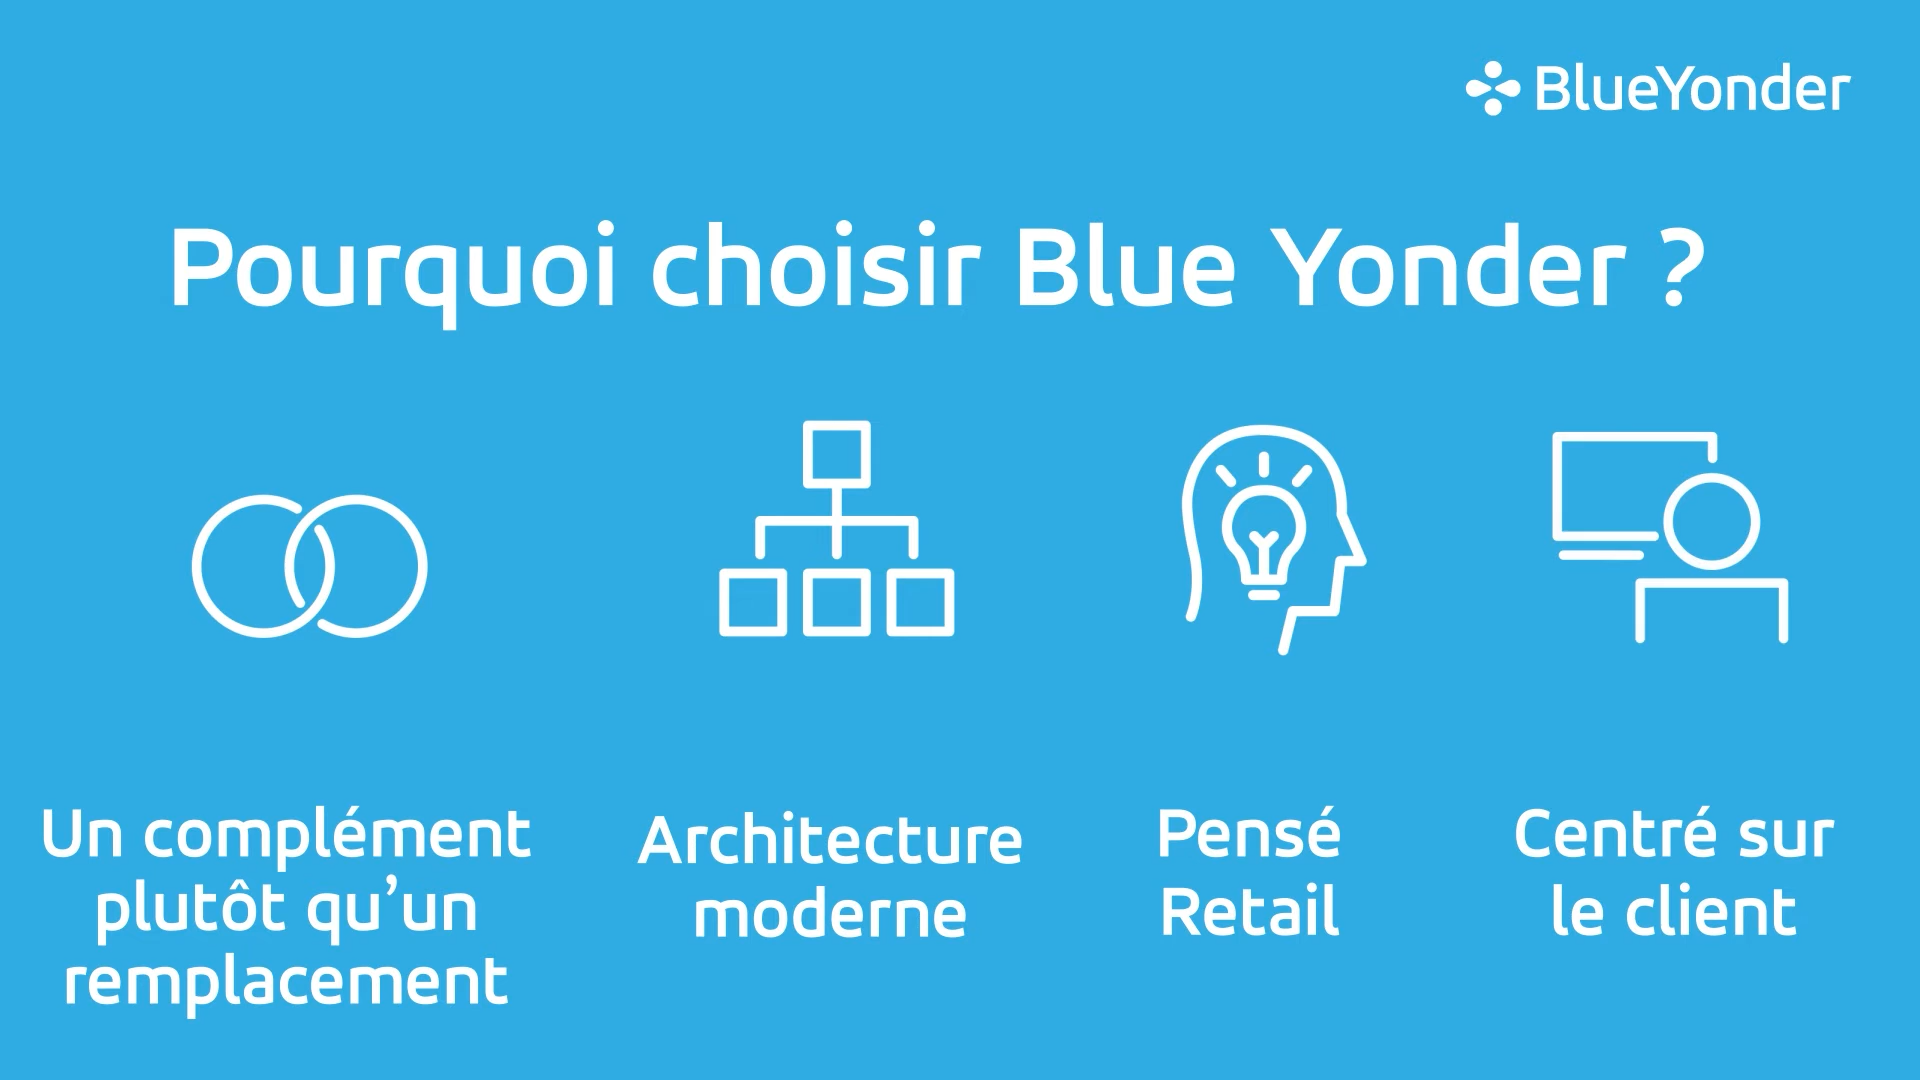 BlueYonder
Pourquoi choisir Blue Yonder ?
Un complément
plutôt qu’un
remplacement
Architecture
moderne
Pensé
Retail
Centré sur
le client